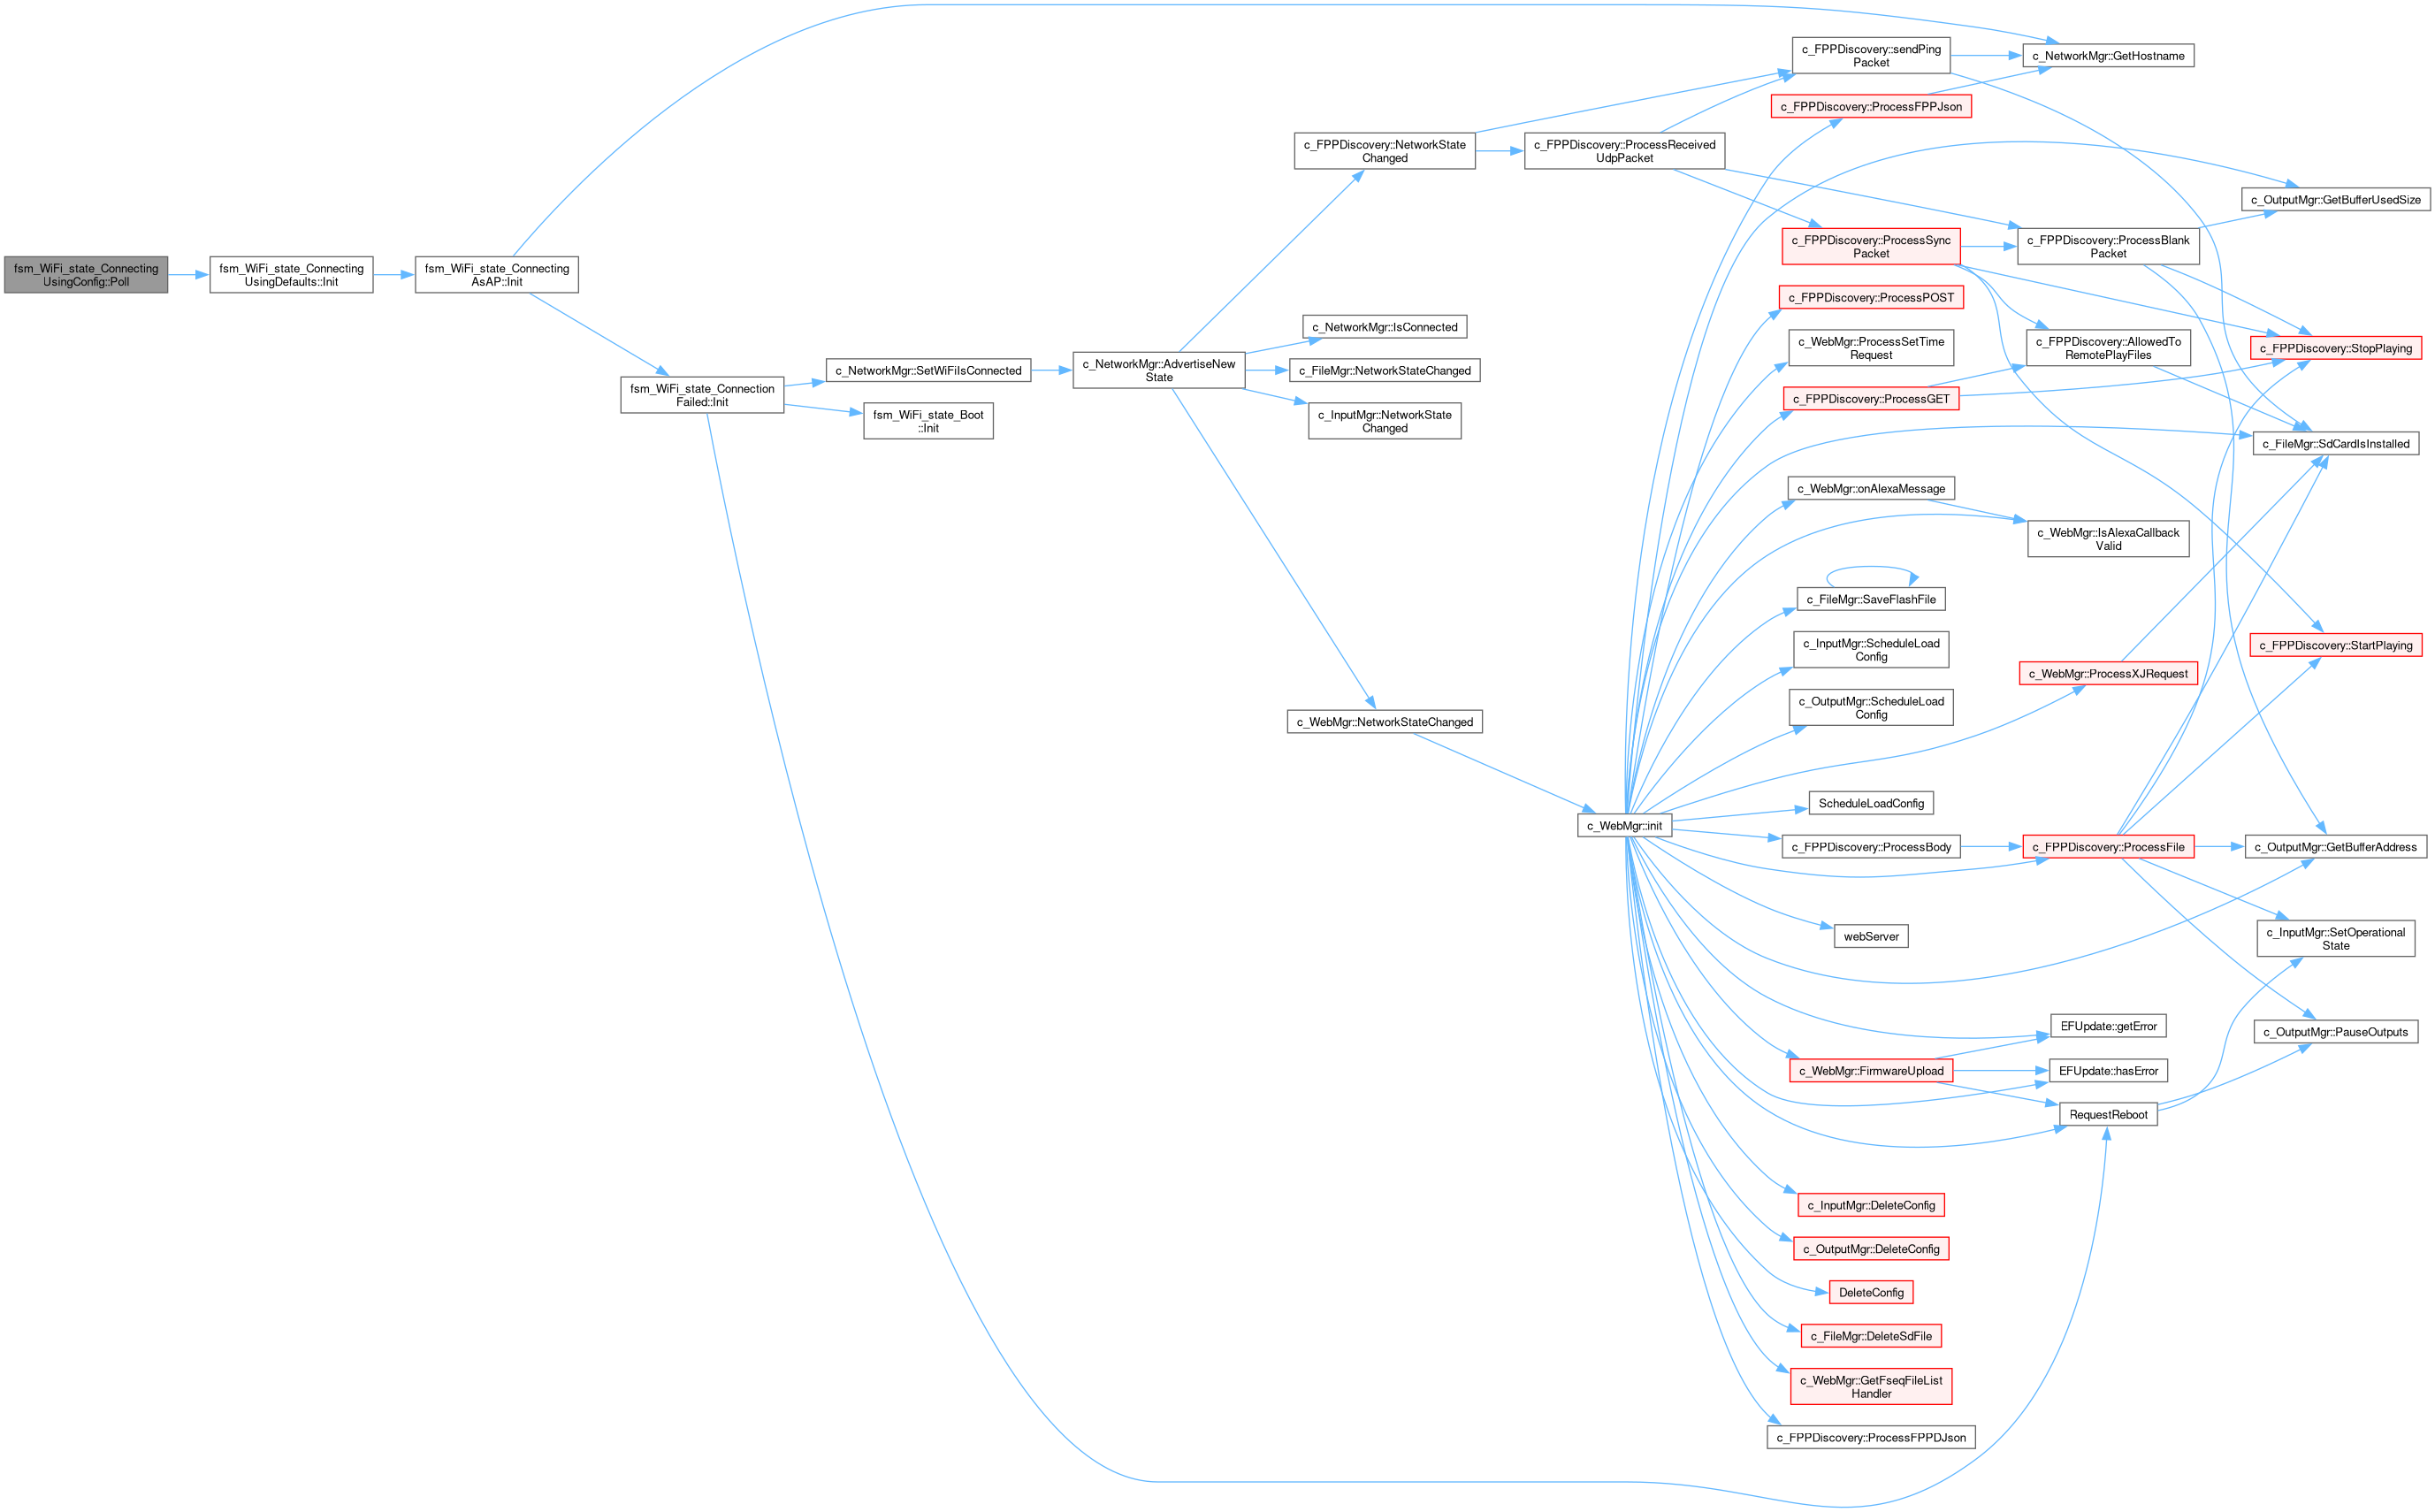 fsm_WiFi_state_Connecting
UsingConfig::Poll
fsm_WiFi_state_Connecting
UsingDefaults::Init
fsm_WiFi_state_Connecting
AsAP::Init
fsm_WiFi_state_Connection
Failed::Init
c_NetworkMgr::SetWiFiIsConnected
fsm_WiFi_state_Boot
::Init
c_NetworkMgr::AdvertiseNew
State
c_FPPDiscovery::NetworkState
Changed
c_NetworkMgr::IsConnected
c_FileMgr::NetworkStateChanged
c_InputMgr::NetworkState
Changed
c_WebMgr::NetworkStateChanged
c_FPPDiscovery::ProcessReceived
UdpPacket
c_WebMgr::init
c_FPPDiscovery::sendPing
Packet
c_FPPDiscovery::ProcessFPPJson
c_FPPDiscovery::ProcessSync
Packet
c_FPPDiscovery::ProcessPOST
c_WebMgr::ProcessSetTime
Request
c_FPPDiscovery::ProcessGET
c_WebMgr::onAlexaMessage
c_FileMgr::SaveFlashFile
c_InputMgr::ScheduleLoad
Config
c_OutputMgr::ScheduleLoad
Config
ScheduleLoadConfig
c_FPPDiscovery::ProcessBody
webServer
c_WebMgr::FirmwareUpload
c_InputMgr::DeleteConfig
c_OutputMgr::DeleteConfig
DeleteConfig
c_FileMgr::DeleteSdFile
c_WebMgr::GetFseqFileList
Handler
c_FPPDiscovery::ProcessFPPDJson
c_NetworkMgr::GetHostname
c_FPPDiscovery::ProcessBlank
Packet
c_FPPDiscovery::AllowedTo
RemotePlayFiles
c_WebMgr::IsAlexaCallback
Valid
c_WebMgr::ProcessXJRequest
c_FPPDiscovery::ProcessFile
EFUpdate::getError
EFUpdate::hasError
RequestReboot
c_OutputMgr::GetBufferUsedSize
c_FPPDiscovery::StopPlaying
c_FileMgr::SdCardIsInstalled
c_FPPDiscovery::StartPlaying
c_OutputMgr::GetBufferAddress
c_InputMgr::SetOperational
State
c_OutputMgr::PauseOutputs